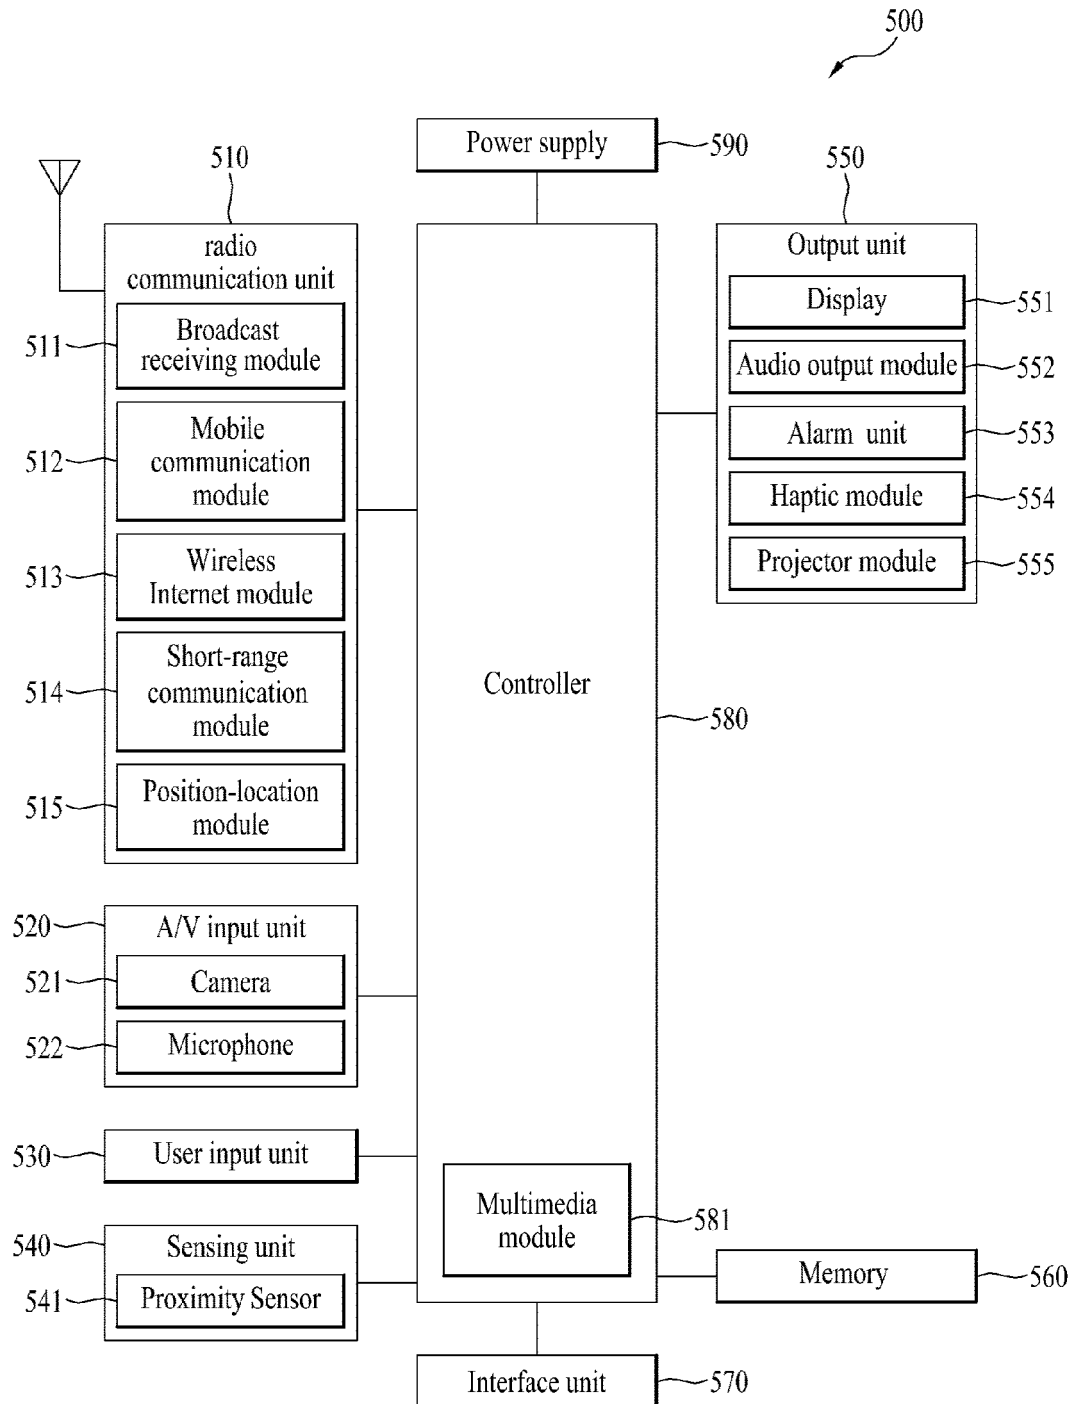 500
Power supply
590
510
radio
communication unit
511
Broadcast
receiving module
512
Mobile
communication
module
513
Wireless
Internet module
514
Short-range
communication
module
515
Position-location
module
520
A/V input unit
521
Camera
522
Microphone
530
User input unit
540
Sensing unit
541
Proximity Sensor
Controller
580
Multimedia
module
581
550
Output unit
Display
551
Audio output module
552
Alarm unit
553
Haptic module
554
Projector module
555
Memory
560
Interface unit
570